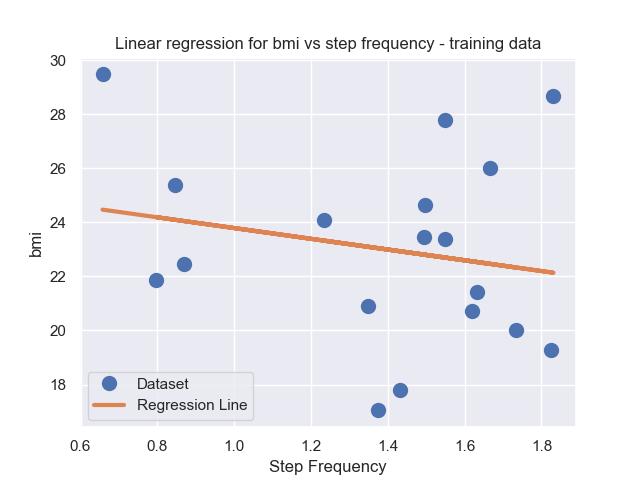 Linear regression for bmi vs step frequency - training data
30
28
26
24
22
20
18
bmi
Dataset
Regression Line
0.6 0.8 1.0 1.2 1.4 1.6 1.8
Step Frequency